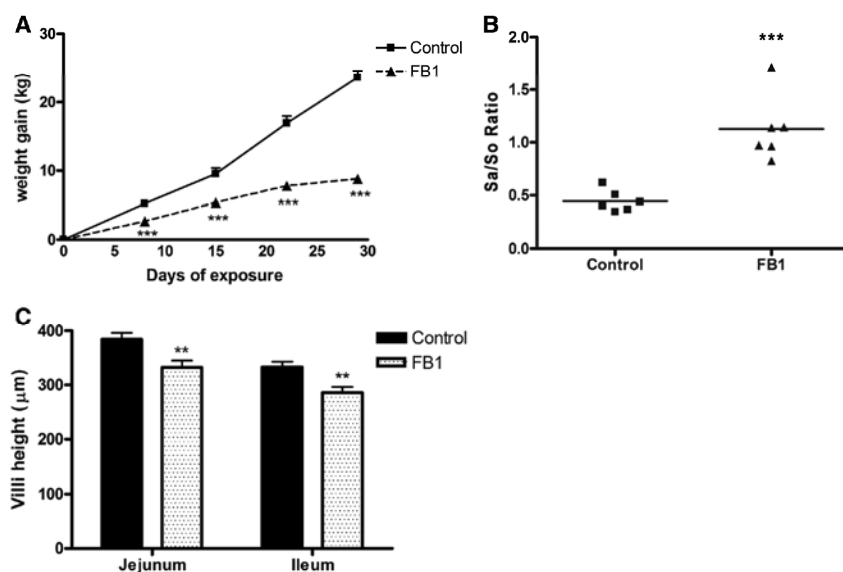 A
weight gain (kg)
30
20
10
0
***
***
***
***
0 5 10 15 20 25 30
Days of exposure
Control
FB1
B
Sa/So Ratio
2.0
1.5
1.0
0.5
0.0
***
Control FB1
C
Villi height (μm)
400
300
200
100
0
**
**
Jejunum Ileum
Control
FB1